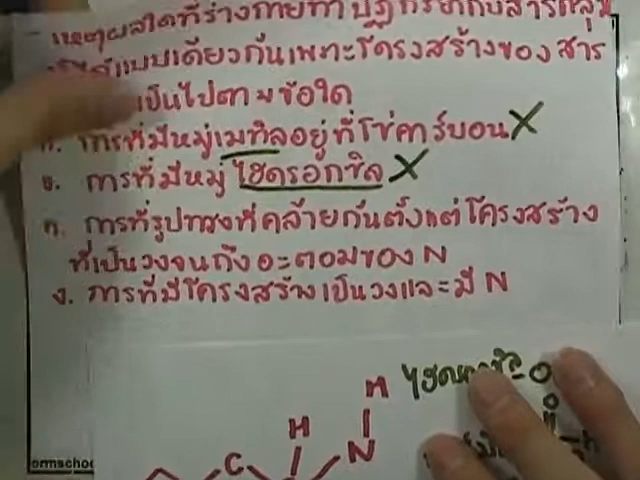 เหตุผลใดที่ร่างกายทำปฏิกิริยากับสารกลุ่ม
แบบเดียวกันเพราะโครงสร้างของสาร
เป็นไปตามข้อใด
ก. การที่มีหมู่เมทิลอยู่ที่โซ่คาร์บอน X
ข. การที่มีหมู่ไฮดรอกซิล X
ค. การที่รูปทรงที่คล้ายกันตั้งแต่โครงสร้าง
ที่เป็นวงจนถึงอะตอมของ N
ง. การที่มีโครงสร้างเป็นวงและมี N
H
H
O
C
N
ormschoo